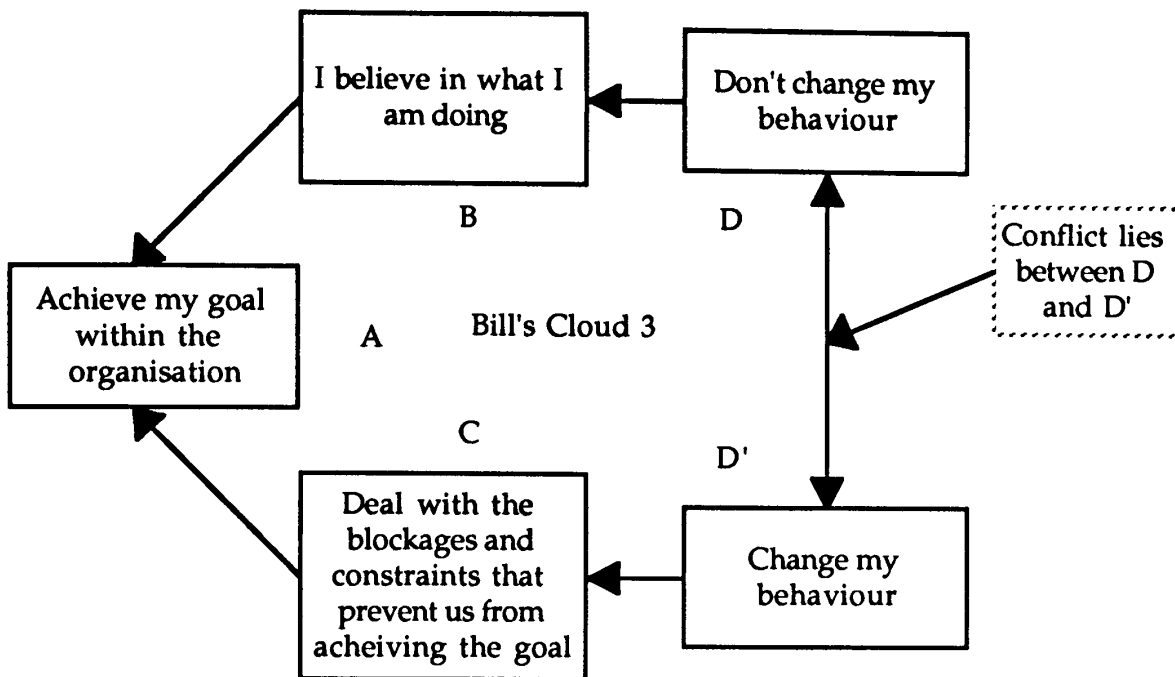 I believe in what I
am doing
Don't change my
behaviour
B
D
Conflict lies
between D
and D'
Achieve my goal
within the
organisation
A
Bill's Cloud 3
C
D'
Deal with the
blockages and
constraints that
prevent us from
acheiving the goal
Change my
behaviour